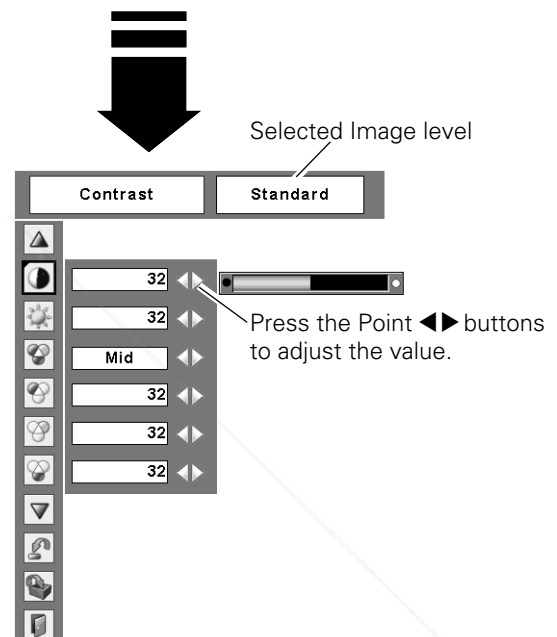 Selected Image level
Contrast Standard
32
32
Press the Point ◀▶ buttons
to adjust the value.
Mid
32
32
32